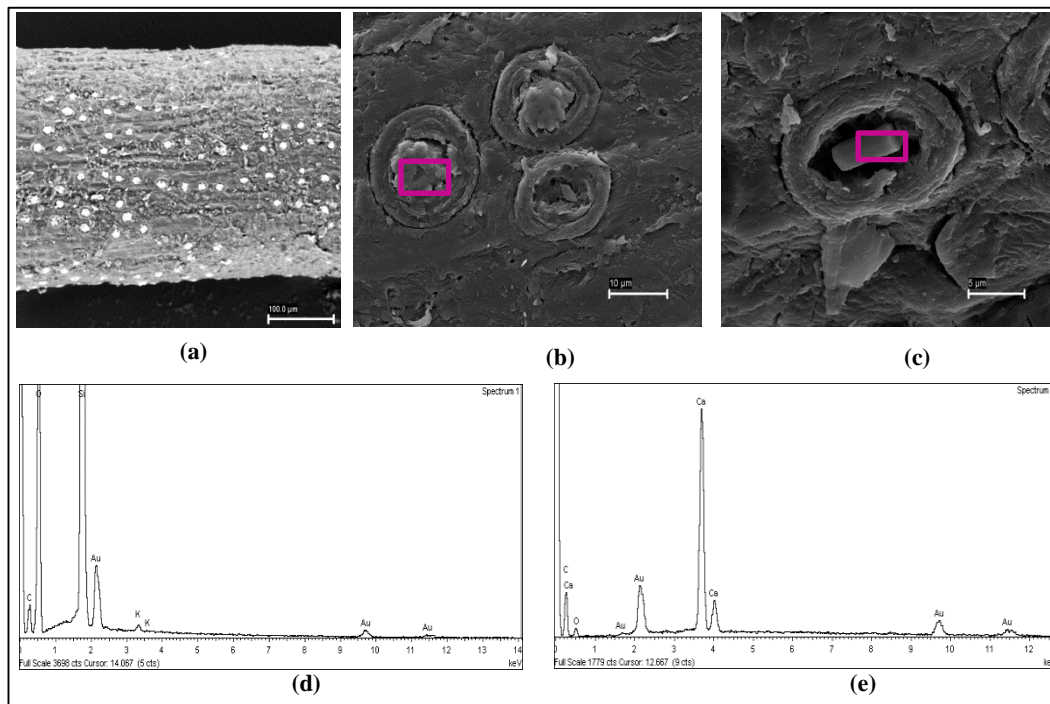 100.0 µm
10 µm
5 µm
(a)
(b)
(c)
Spectrum 1
O
Si
Au
C
K
K
Au
Au
0 1 2 3 4 5 6 7 8 9 10 11 12 13 14
Full Scale 3698 cts Cursor: 14.067 (5 cts)
keV
(d)
Spectrum
Ca
C
Ca
Au
Ca
O
Au
Au
Au
0 1 2 3 4 5 6 7 8 9 10 11 12
Full Scale 1779 cts Cursor: 12.667 (9 cts)
keV
(e)